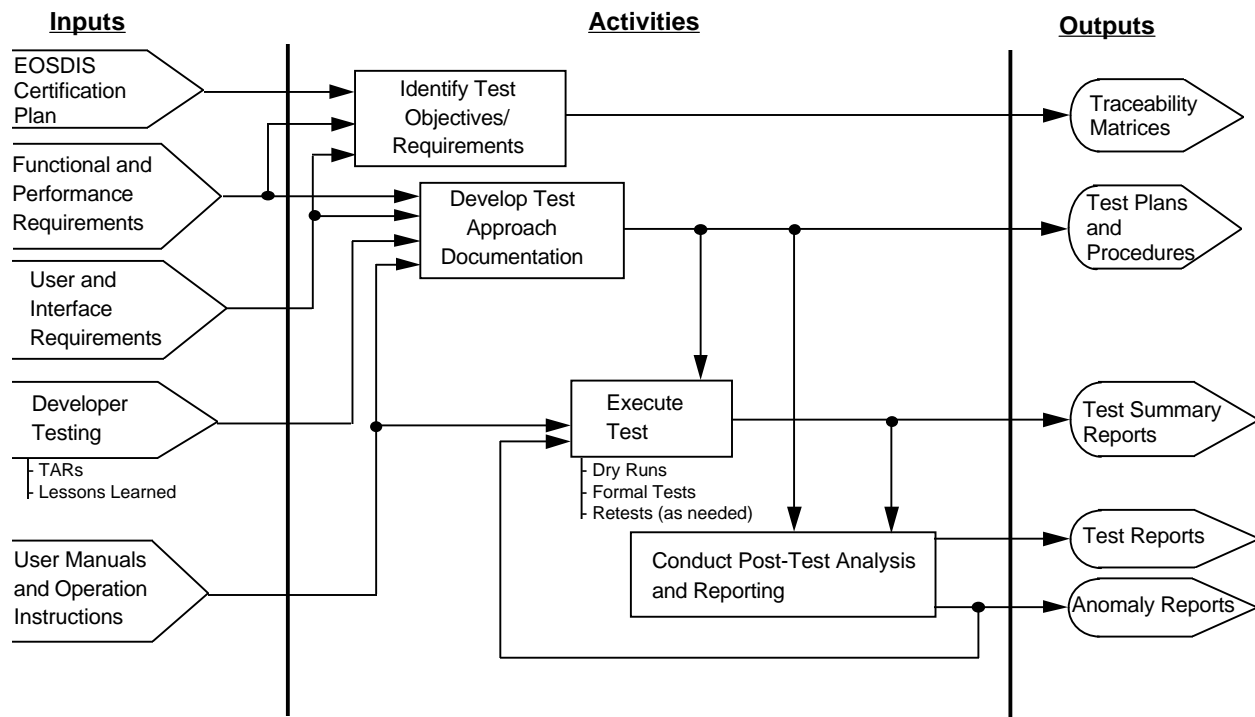 Inputs
Activities
Outputs
EOSDIS
Certification
Plan
Functional and
Performance
Requirements
User and
Interface
Requirements
Developer
Testing
- TARs
- Lessons Learned
User Manuals
and Operation
Instructions
Identify Test
Objectives/
Requirements
Develop Test
Approach
Documentation
Execute
Test
- Dry Runs
- Formal Tests
- Retests (as needed)
Conduct Post-Test Analysis
and Reporting
Traceability
Matrices
Test Plans
and
Procedures
Test Summary
Reports
Test Reports
Anomaly Reports